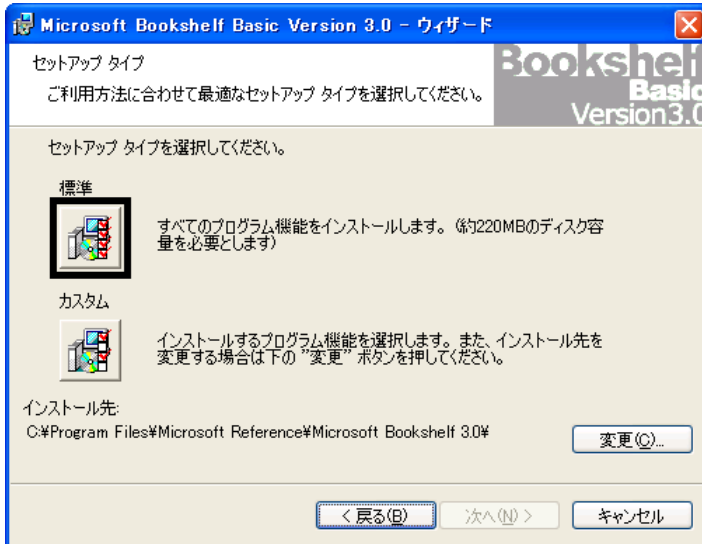 Microsoft Bookshelf Basic Version 3.0 - ウィザード
セットアップ タイプ
ご利用方法に合わせて最適なセットアップ タイプを選択してください。
Bookshelf
Basic
Version3.0
セットアップ タイプを選択してください。
標準
すべてのプログラム機能をインストールします。(約220MBのディスク容
量を必要とします)
カスタム
インストールするプログラム機能を選択します。また、インストール先を
変更する場合は下の "変更" ボタンを押してください。
インストール先:
C:¥Program Files¥Microsoft Reference¥Microsoft Bookshelf 3.0¥
変更(C)...
< 戻る(B)
次へ(N) >
キャンセル